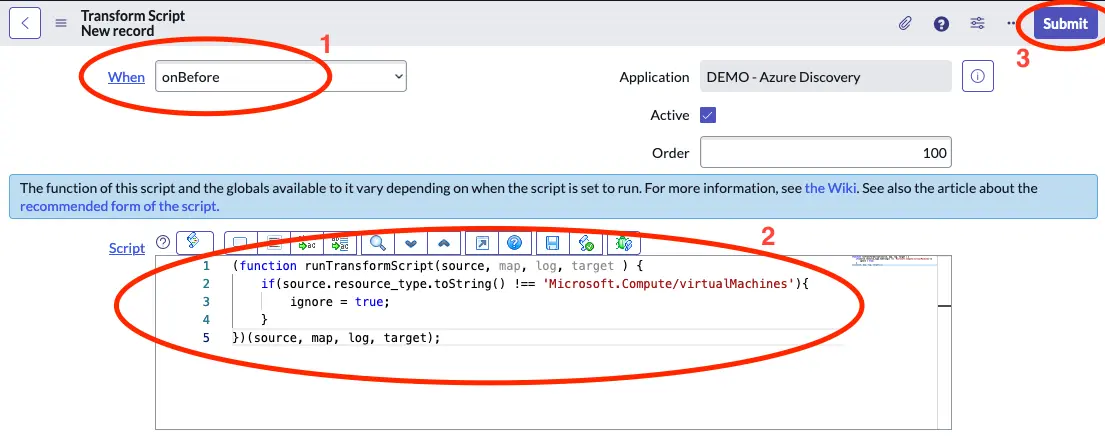 Transform Script
New record
Submit
1
3
When
onBefore
Application
DEMO - Azure Discovery
Active
Order
100
The function of this script and the globals available to it vary depending on when the script is set to run. For more information, see the Wiki. See also the article about the
recommended form of the script.
2
Script
1 (function runTransformScript(source, map, log, target ) {
2     if(source.resource_type.toString() !== 'Microsoft.Compute/virtualMachines'){
3         ignore = true;
4     }
5 })(source, map, log, target);